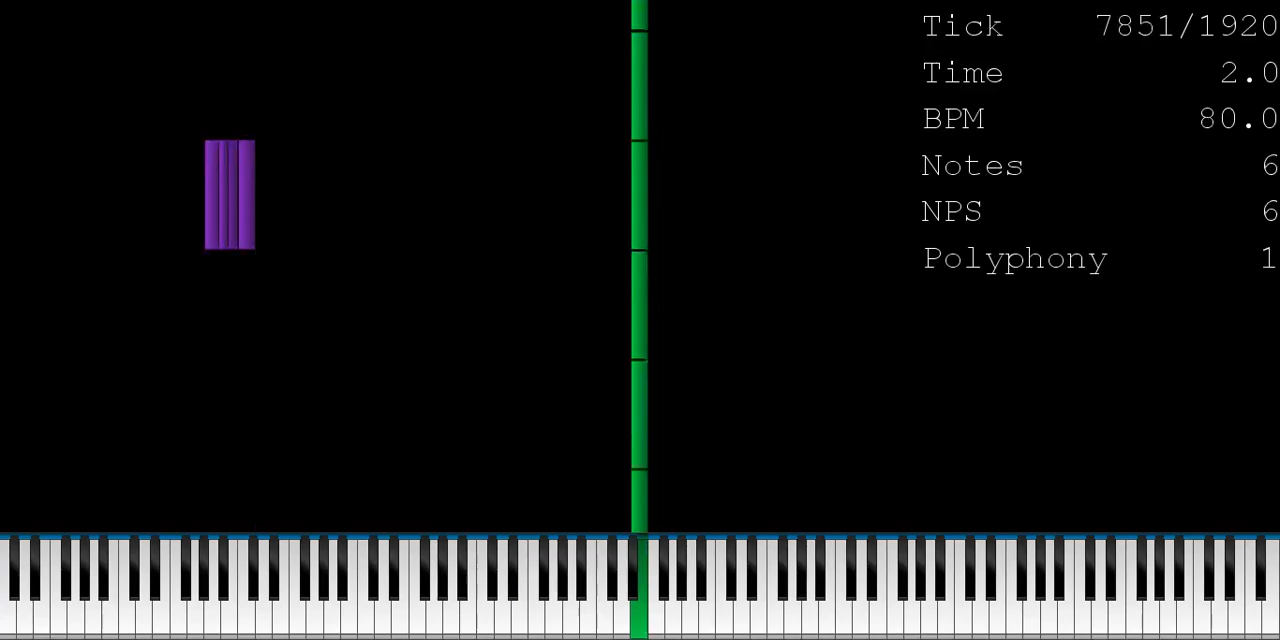 Tick 7851/1920
Time 2.0
BPM 80.0
Notes 6
NPS 6
Polyphony 1